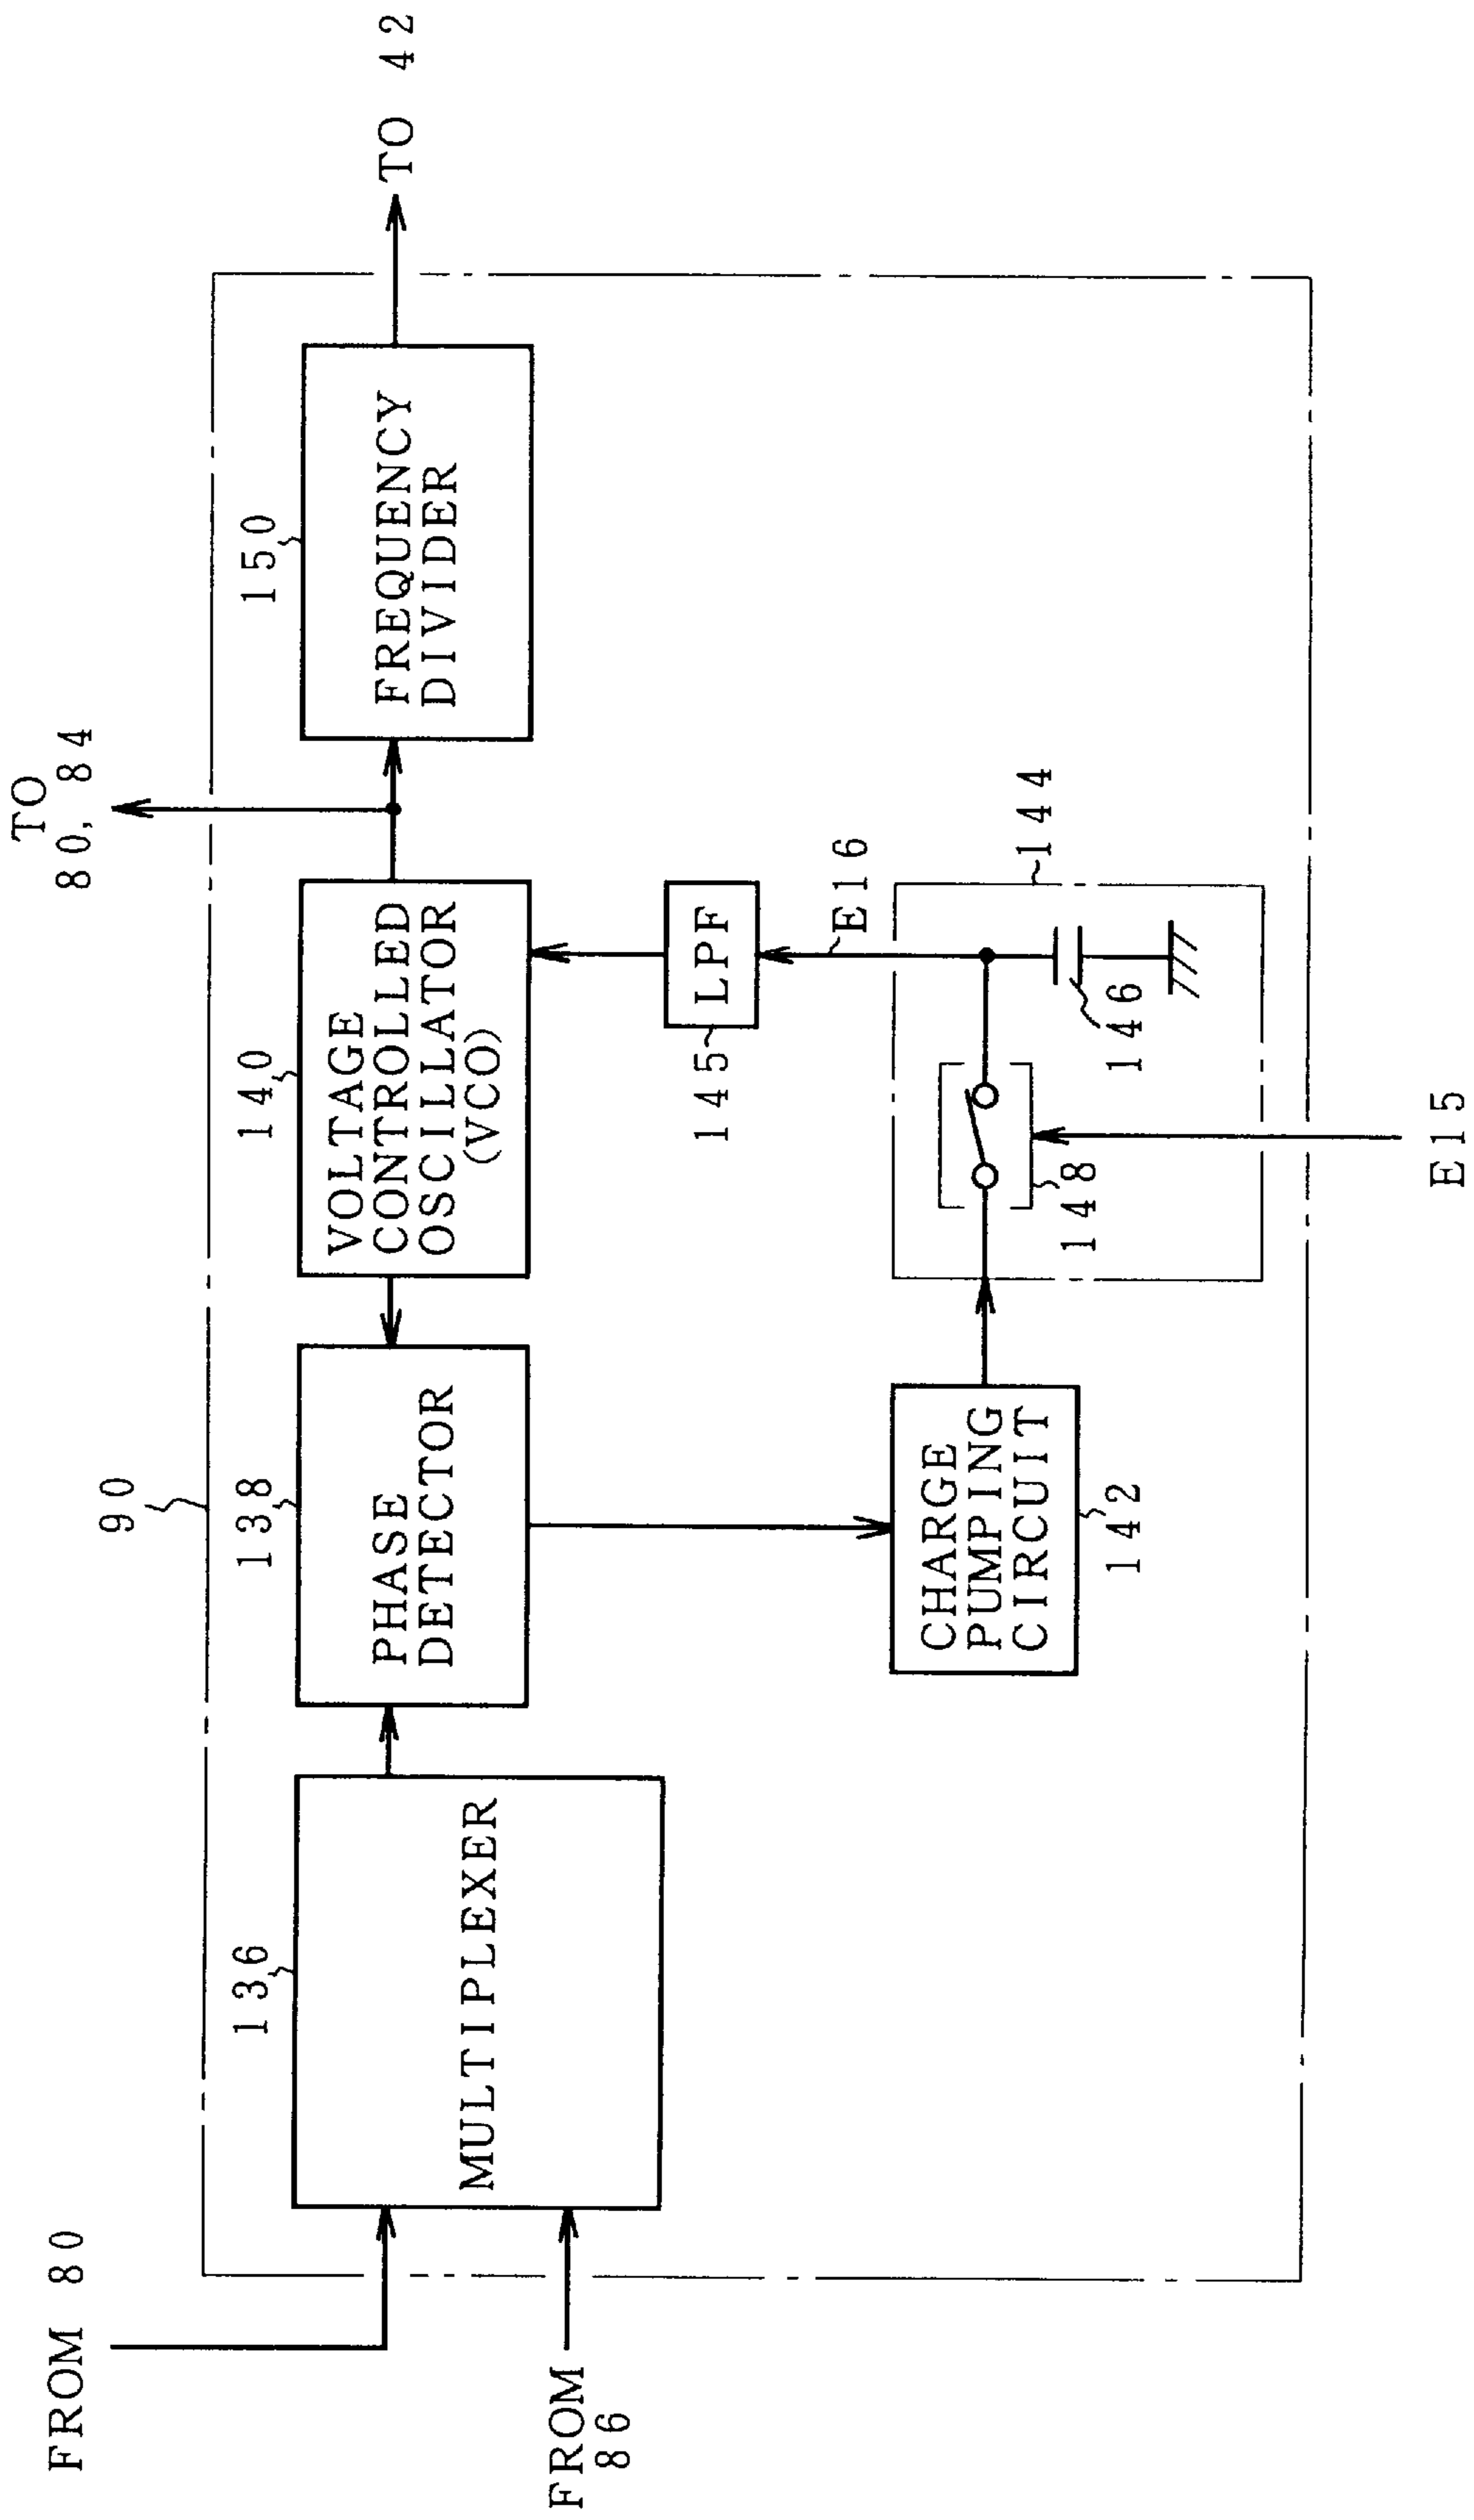 FROM 80
FROM
86
90
136
MULTIPLEXER
138
PHASE
DETECTOR
140
VOLTAGE
CONTROLLED
OSCILLATOR
(VCO)
TO
80, 84
150
FREQUENCY
DIVIDER
TO 42
145
LPF
E16
144
146
148
CHARGE
PUMPING
CIRCUIT
142
E15